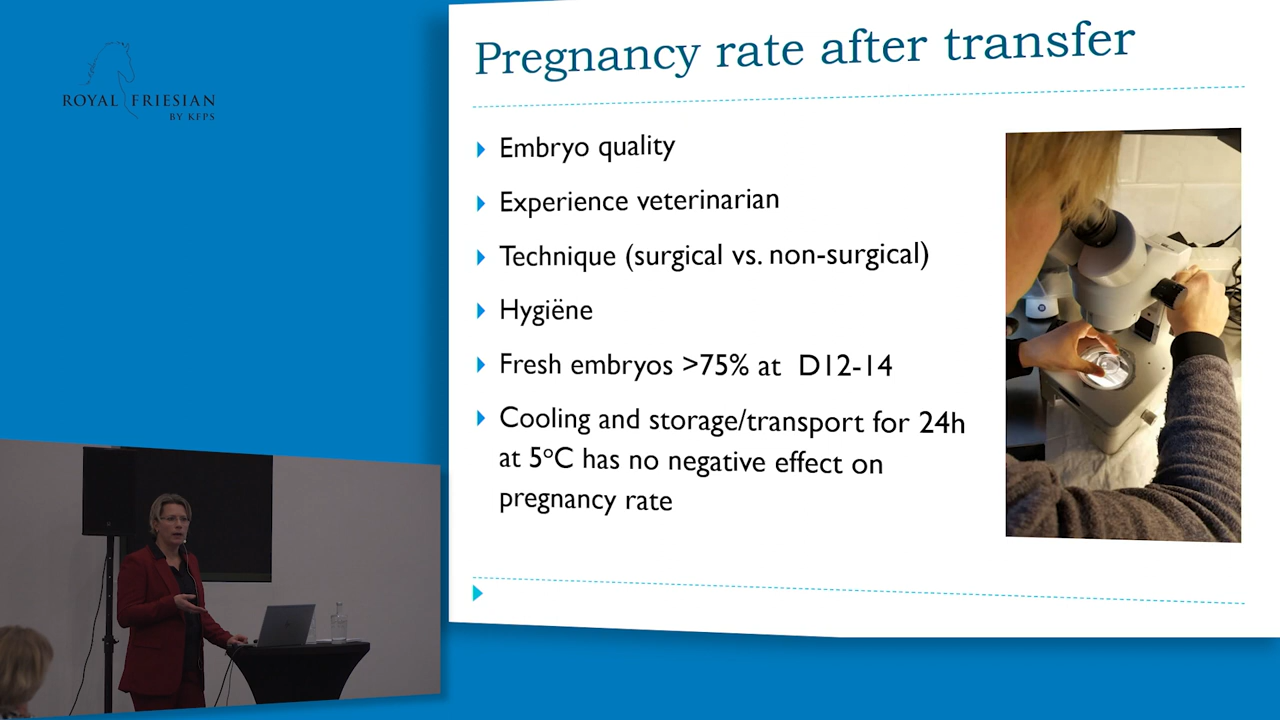 ROYAL FRIESIAN
BY KFPS
Pregnancy rate after transfer
Embryo quality
Experience veterinarian
Technique (surgical vs. non-surgical)
Hygiëne
Fresh embryos >75% at D12-14
Cooling and storage/transport for 24h
at 5°C has no negative effect on
pregnancy rate